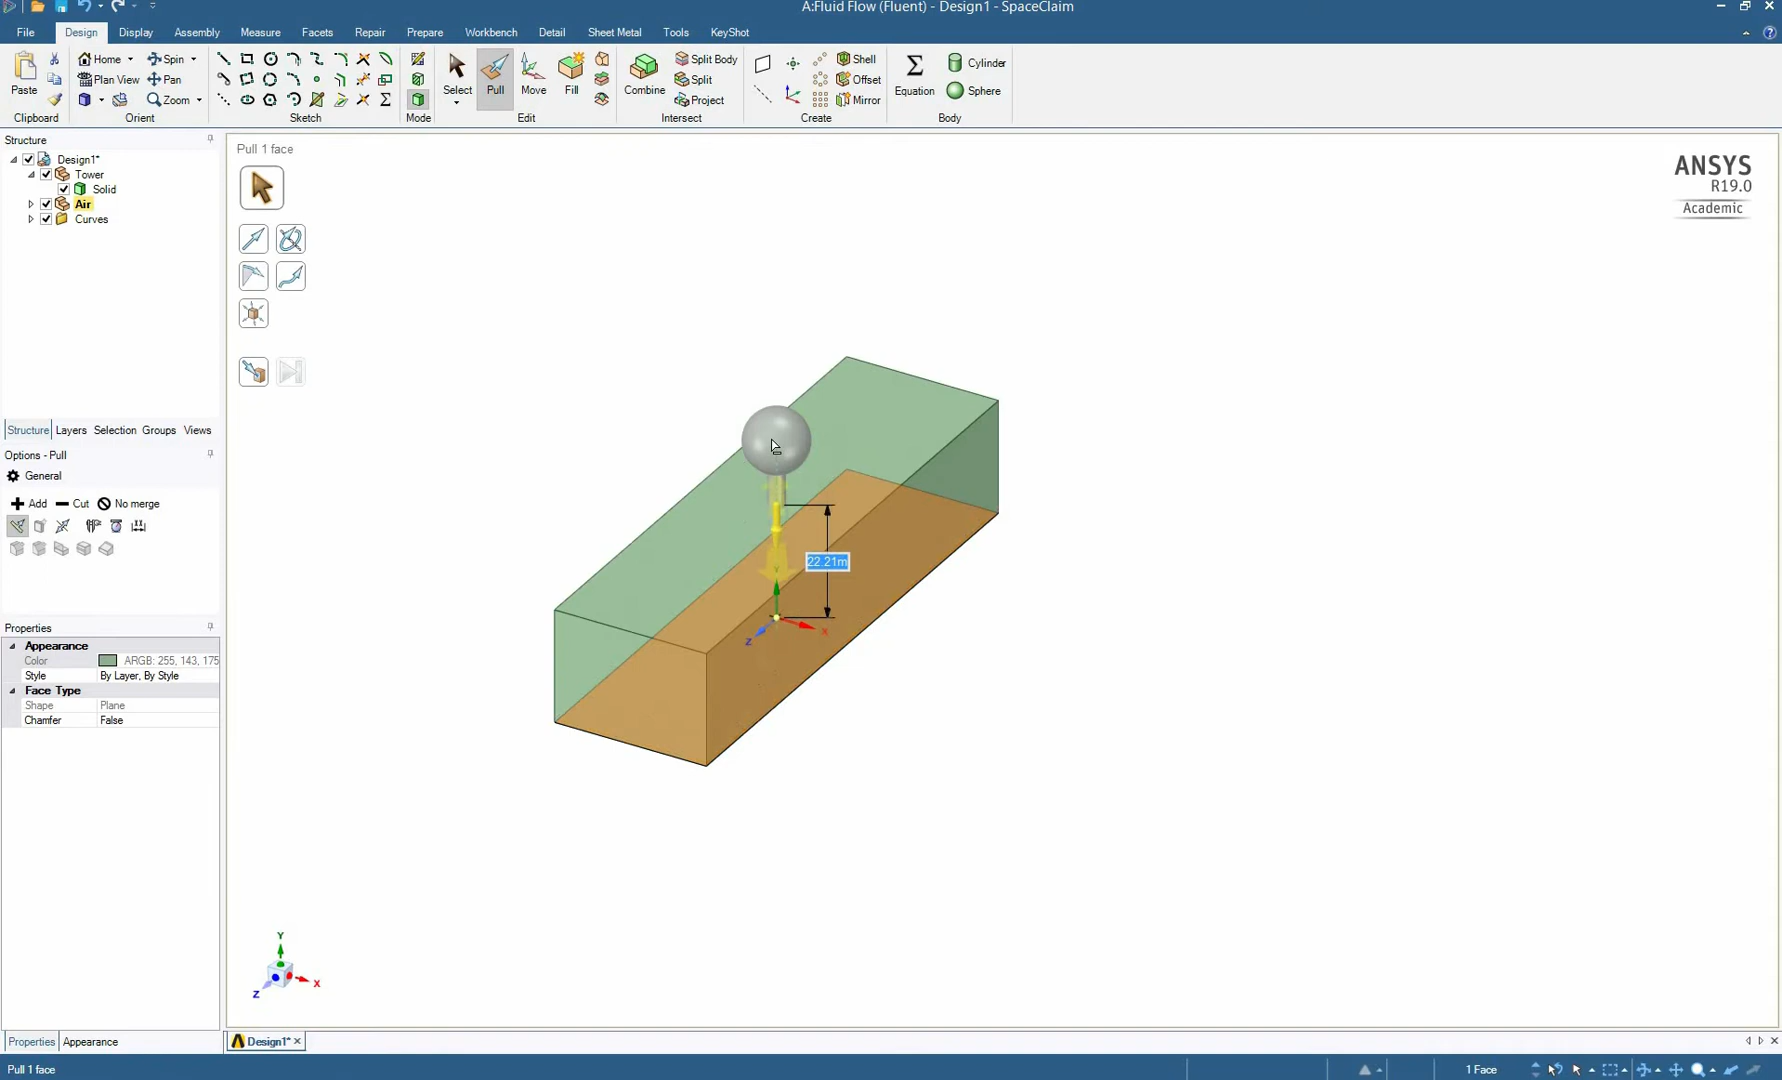 A:Fluid Flow (Fluent) - Design1 - SpaceClaim
File Design Display Assembly Measure Facets Repair Prepare Workbench Detail Sheet Metal Tools KeyShot
Paste
Clipboard
Home Spin
Plan View Pan
Zoom
Orient
Sketch
Mode
Select Pull Move Fill
Edit
Combine
Split Body
Split
Project
Intersect
Shell
Offset
Mirror
Create
Equation
Cylinder
Sphere
Body
Structure
Design1*
Tower
Solid
Air
Curves
Structure Layers Selection Groups Views
Options - Pull
General
Add Cut No merge
Properties
Appearance
Color ARGB: 255, 143, 175
Style By Layer, By Style
Face Type
Shape Plane
Chamfer False
Properties Appearance
Pull 1 face
ANSYS
R19.0
Academic
22.21m
Y
X
Z
Y
X
Z
Design1*
Pull 1 face
1 Face